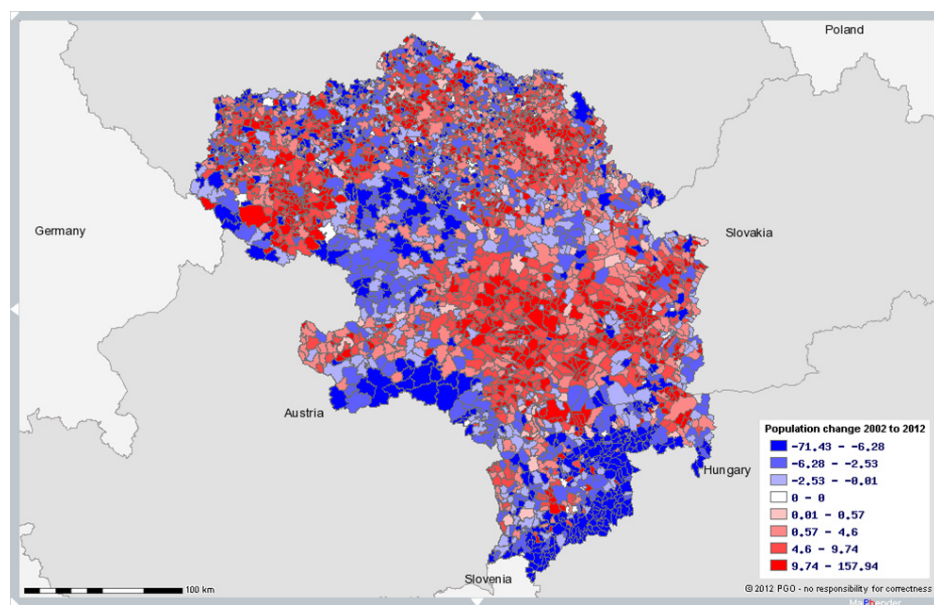 Poland
Germany
Slovakia
Austria
Population change 2002 to 2012
-71.43 - -6.28
-6.28 - -2.53
-2.53 - -0.01
0 - 0
0.01 - 0.57
0.57 - 4.6
4.6 - 9.74
9.74 - 157.94
Hungary
Slovenia
100 km
© 2012 PGO - no responsibility for correctness